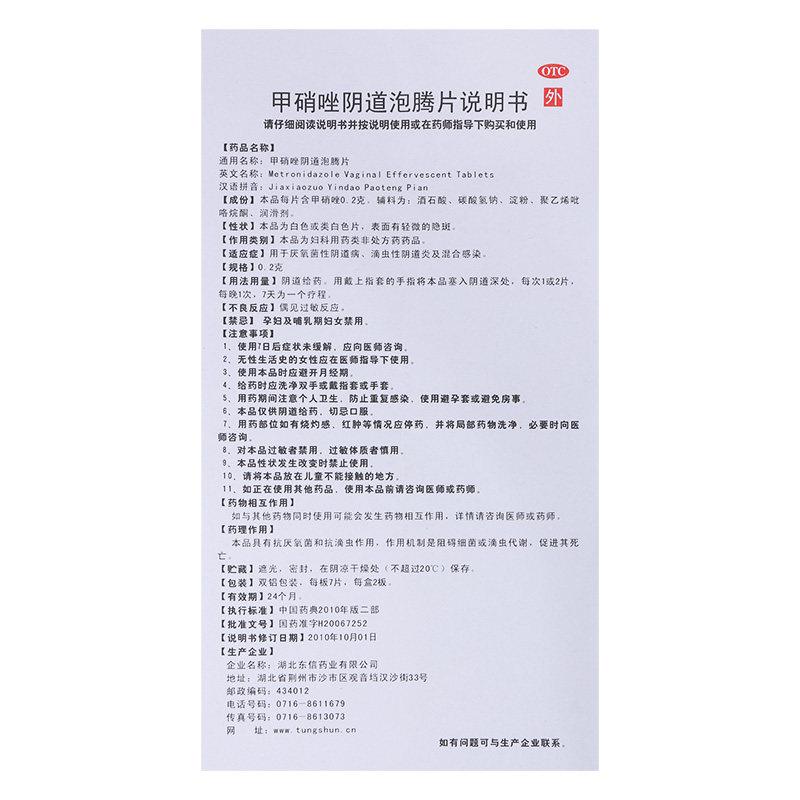 OTC
外
甲硝唑阴道泡腾片说明书
请仔细阅读说明书并按说明使用或在药师指导下购买和使用
【药品名称】
通用名称：甲硝唑阴道泡腾片
英文名称：Metronidazole Vaginal Effervescent Tablets
汉语拼音：Jiaxiaozuo Yindao Paoteng Pian
【成份】本品每片含甲硝唑0.2克。辅料为：酒石酸、碳酸氢钠、淀粉、聚乙烯吡
咯烷酮、润滑剂。
【性状】本品为白色或类白色片，表面有轻微的隐斑。
【作用类别】本品为妇科用药类非处方药药品。
【适应症】用于厌氧菌性阴道病、滴虫性阴道炎及混合感染。
【规格】0.2克
【用法用量】阴道给药。用戴上指套的手指将本品塞入阴道深处，每次1或2片，
每晚1次，7天为一个疗程。
【不良反应】偶见过敏反应。
【禁忌】孕妇及哺乳期妇女禁用。
【注意事项】
1、使用7日后症状未缓解，应向医师咨询。
2、无性生活史的女性应在医师指导下使用。
3、使用本品时应避开月经期。
4、给药时应洗净双手或戴指套或手套。
5、用药期间注意个人卫生，防止重复感染，使用避孕套或避免房事。
6、本品仅供阴道给药，切忌口服。
7、用药部位如有烧灼感、红肿等情况应停药，并将局部药物洗净，必要时向医
师咨询。
8、对本品过敏者禁用，过敏体质者慎用。
9、本品性状发生改变时禁止使用。
10、请将本品放在儿童不能接触的地方。
11、如正在使用其他药品，使用本品前请咨询医师或药师。
【药物相互作用】
如与其他药物同时使用可能会发生药物相互作用，详情请咨询医师或药师。
【药理作用】
本品具有抗厌氧菌和抗滴虫作用，作用机制是阻碍细菌或滴虫代谢，促进其死
亡。
【贮藏】遮光，密封，在阴凉干燥处（不超过20℃）保存。
【包装】双铝包装，每板7片，每盒2板。
【有效期】24个月。
【执行标准】中国药典2010年版二部
【批准文号】国药准字H20067252
【说明书修订日期】2010年10月01日
【生产企业】
企业名称：湖北东信药业有限公司
地址：湖北省荆州市沙市区观音垱汉沙街33号
邮政编码：434012
电话号码：0716-8611679
传真号码：0716-8613073
网 址：www.tungshun.cn
如有问题可与生产企业联系。